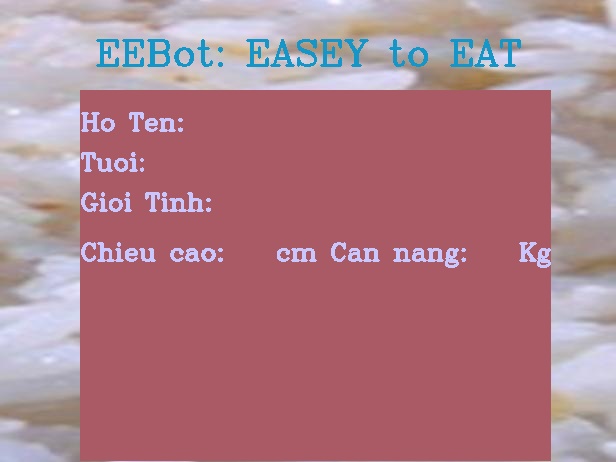 EEBot: EASEY to EAT
Ho Ten:
Tuoi:
Gioi Tinh:
Chieu cao: cm Can nang: Kg